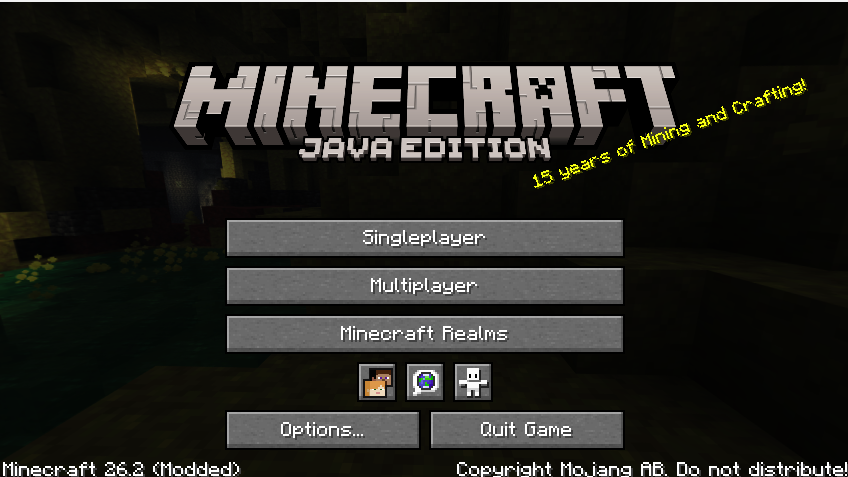 MINECRAFT
JAVA EDITION
15 years of Mining and Crafting!
Singleplayer
Multiplayer
Minecraft Realms
Options...
Quit Game
Minecraft 26.2 (Modded)
Copyright Mojang AB. Do not distribute!